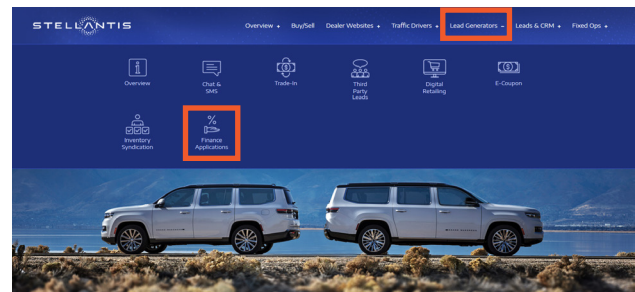 STELLANTIS
Overview + Buy/Sell Dealer Websites + Traffic Drivers + Lead Generators - Leads & CRM + Fixed Ops +
Overview
Chat &
SMS
Trade-In
Third
Party
Leads
Digital
Retailing
E-Coupon
Inventory
Syndication
%
Finance
Applications